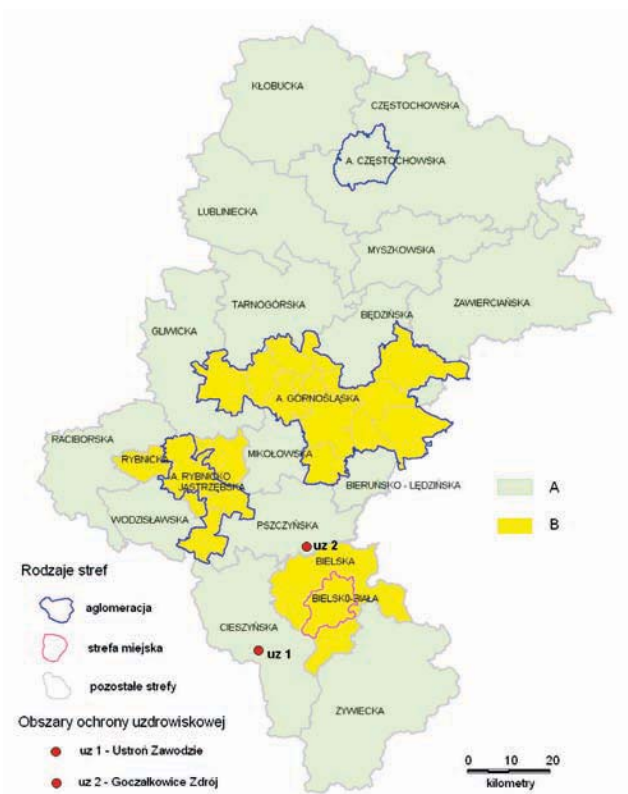 KŁOBUCKA
CZĘSTOCHOWSKA
A. CZĘSTOCHOWSKA
LUBLINIECKA
MYSZKOWSKA
TARNOGÓRSKA
ZAWIERCIAŃSKA
BĘDZIŃSKA
GLIWICKA
A. GÓRNOŚLĄSKA
RACIBORSKA
RYBNICKA
MIKOŁOWSKA
A. RYBNICKO
JASTRZĘBSKA
BIERUŃSKO - LĘDZIŃSKA
A
WODZISŁAWSKA
PSZCZYŃSKA
B
uz 2
BIELSKA
Rodzaje stref
BIELSKO-BIAŁA
aglomeracja
CIESZYŃSKA
strefa miejska
uz 1
pozostałe strefy
ŻYWIECKA
Obszary ochrony uzdrowiskowej
uz 1 - Ustroń Zawodzie
0 10 20
uz 2 - Goczałkowice Zdrój
kilometry